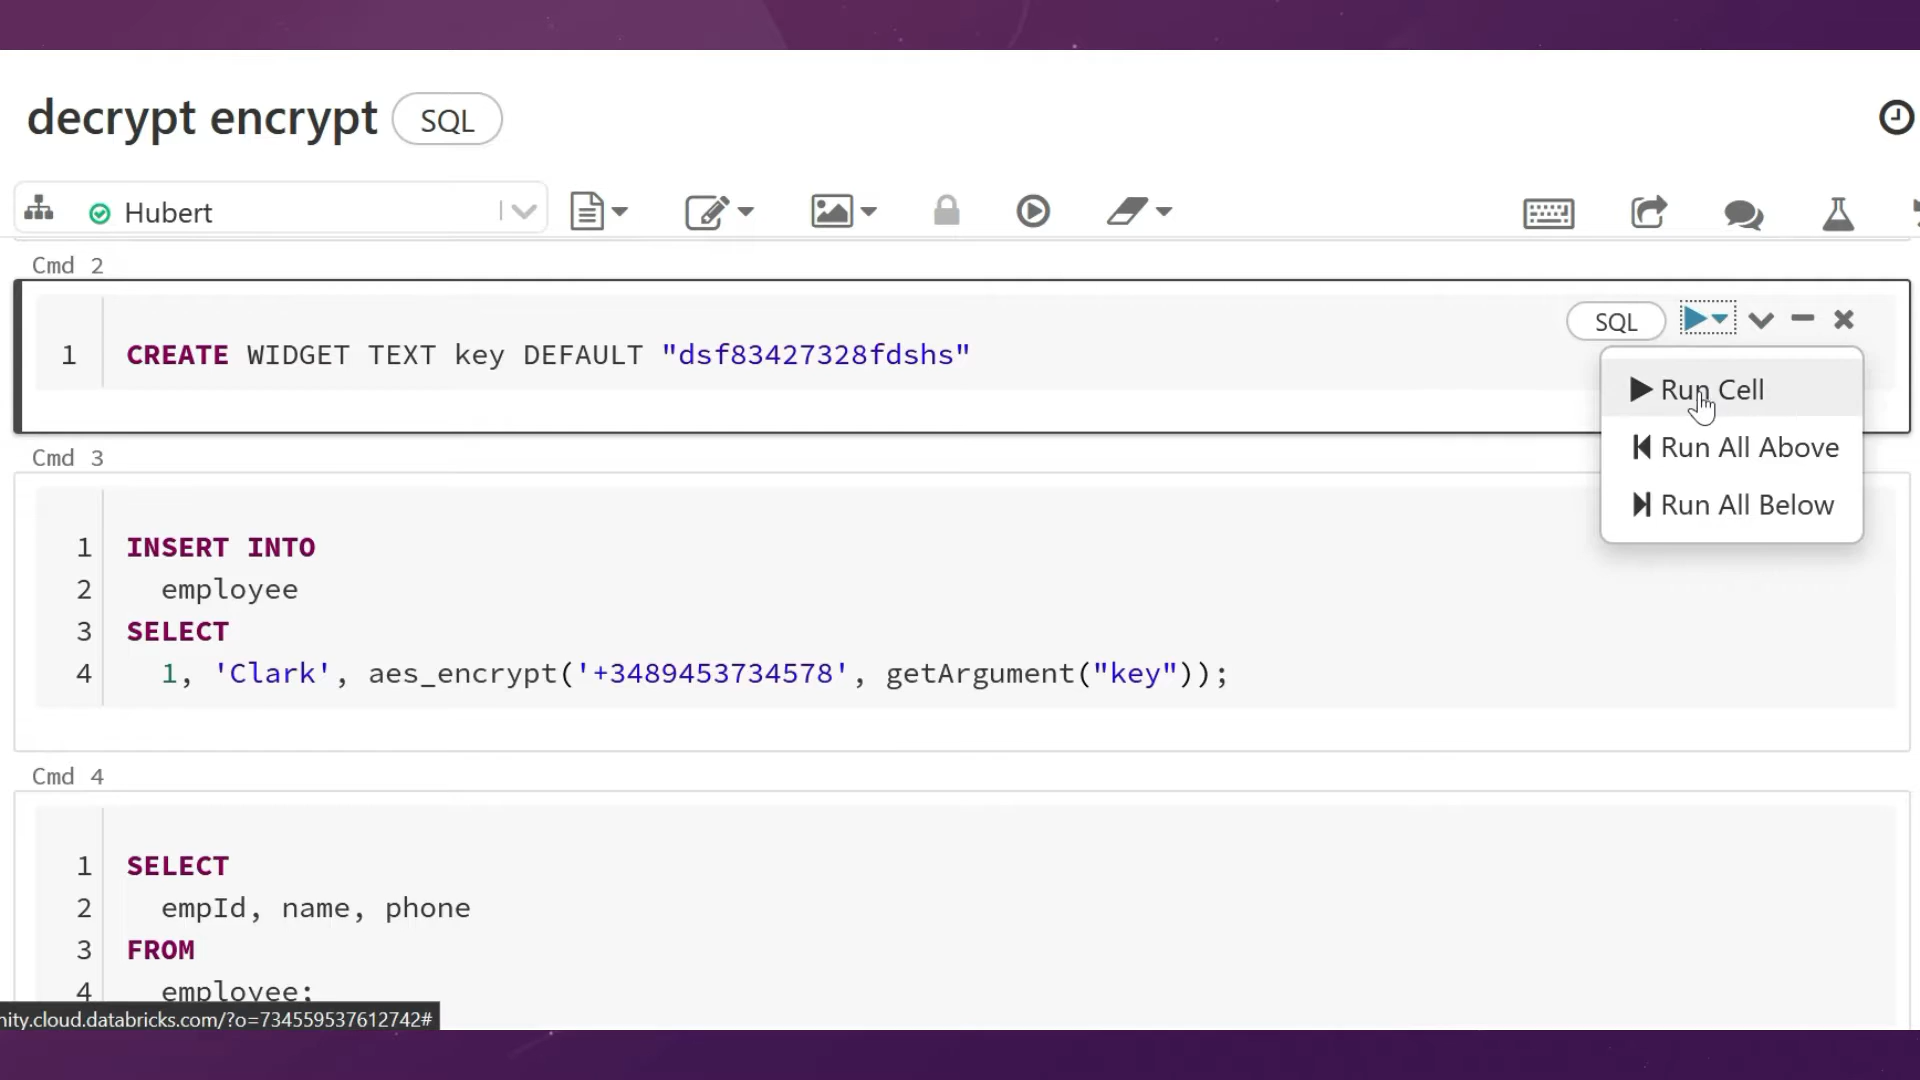 decrypt encrypt SQL
Hubert
Cmd 2
SQL
1 CREATE WIDGET TEXT key DEFAULT "dsf83427328fdshs"
Run Cell
Run All Above
Run All Below
Cmd 3
1 INSERT INTO
2 employee
3 SELECT
4 1, 'Clark', aes_encrypt('+3489453734578', getArgument("key"));
Cmd 4
1 SELECT
2 empId, name, phone
3 FROM
4 employee;
nity.cloud.databricks.com/?o=734559537612742#